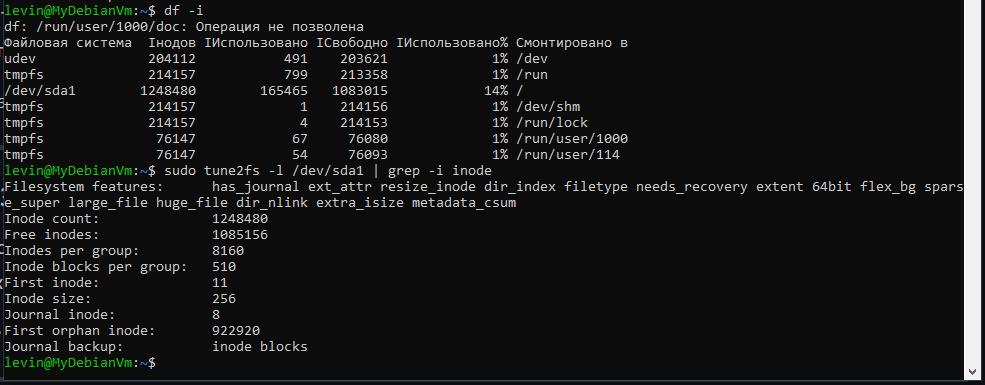 levin@MyDebianVm:~$ df -i
df: /run/user/1000/doc: Операция не позволена
Файловая система  Iнодов IИспользовано IСвободно IИспользовано% Смонтировано в
udev              204112           491    203621             1% /dev
tmpfs             214157           799    213358             1% /run
/dev/sda1        1248480        165465   1083015            14% /
tmpfs             214157             1    214156             1% /dev/shm
tmpfs             214157             4    214153             1% /run/lock
tmpfs              76147            67     76080             1% /run/user/1000
tmpfs              76147            54     76093             1% /run/user/114
levin@MyDebianVm:~$ sudo tune2fs -l /dev/sda1 | grep -i inode
Filesystem features:      has_journal ext_attr resize_inode dir_index filetype needs_recovery extent 64bit flex_bg spars
e_super large_file huge_file dir_nlink extra_isize metadata_csum
Inode count:              1248480
Free inodes:              1085156
Inodes per group:         8160
Inode blocks per group:   510
First inode:              11
Inode size:               256
Journal inode:            8
First orphan inode:       922920
Journal backup:           inode blocks
levin@MyDebianVm:~$